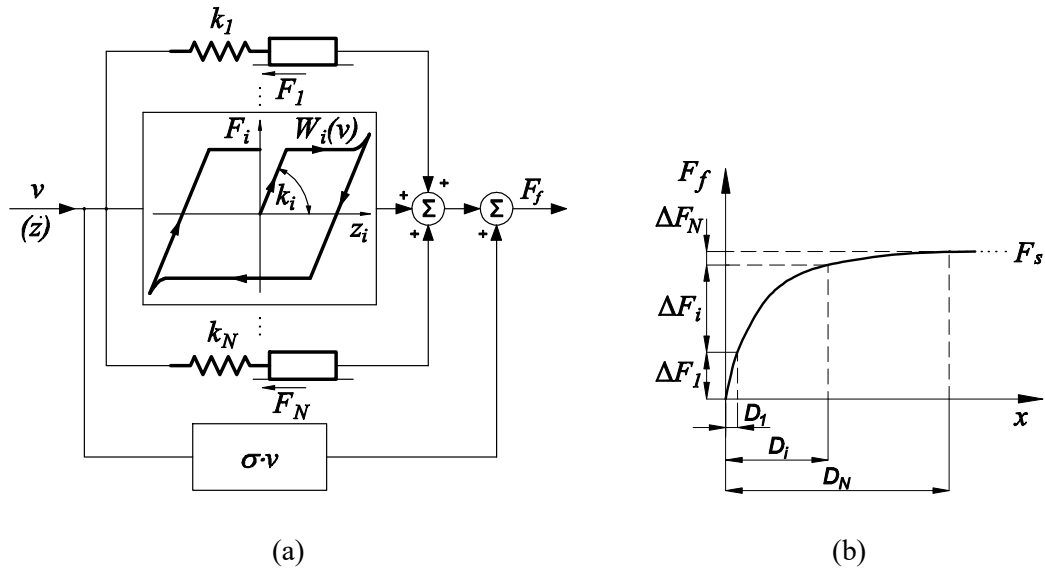 k1
F1
Fi
Wi(v)
ki
zi
v
(ż)
+
+
+
+
+
+
Σ
Σ
Ff
kN
FN
σ·v
(a)
Ff
ΔFN
ΔFi
ΔF1
Fs
x
D1
Di
DN
(b)